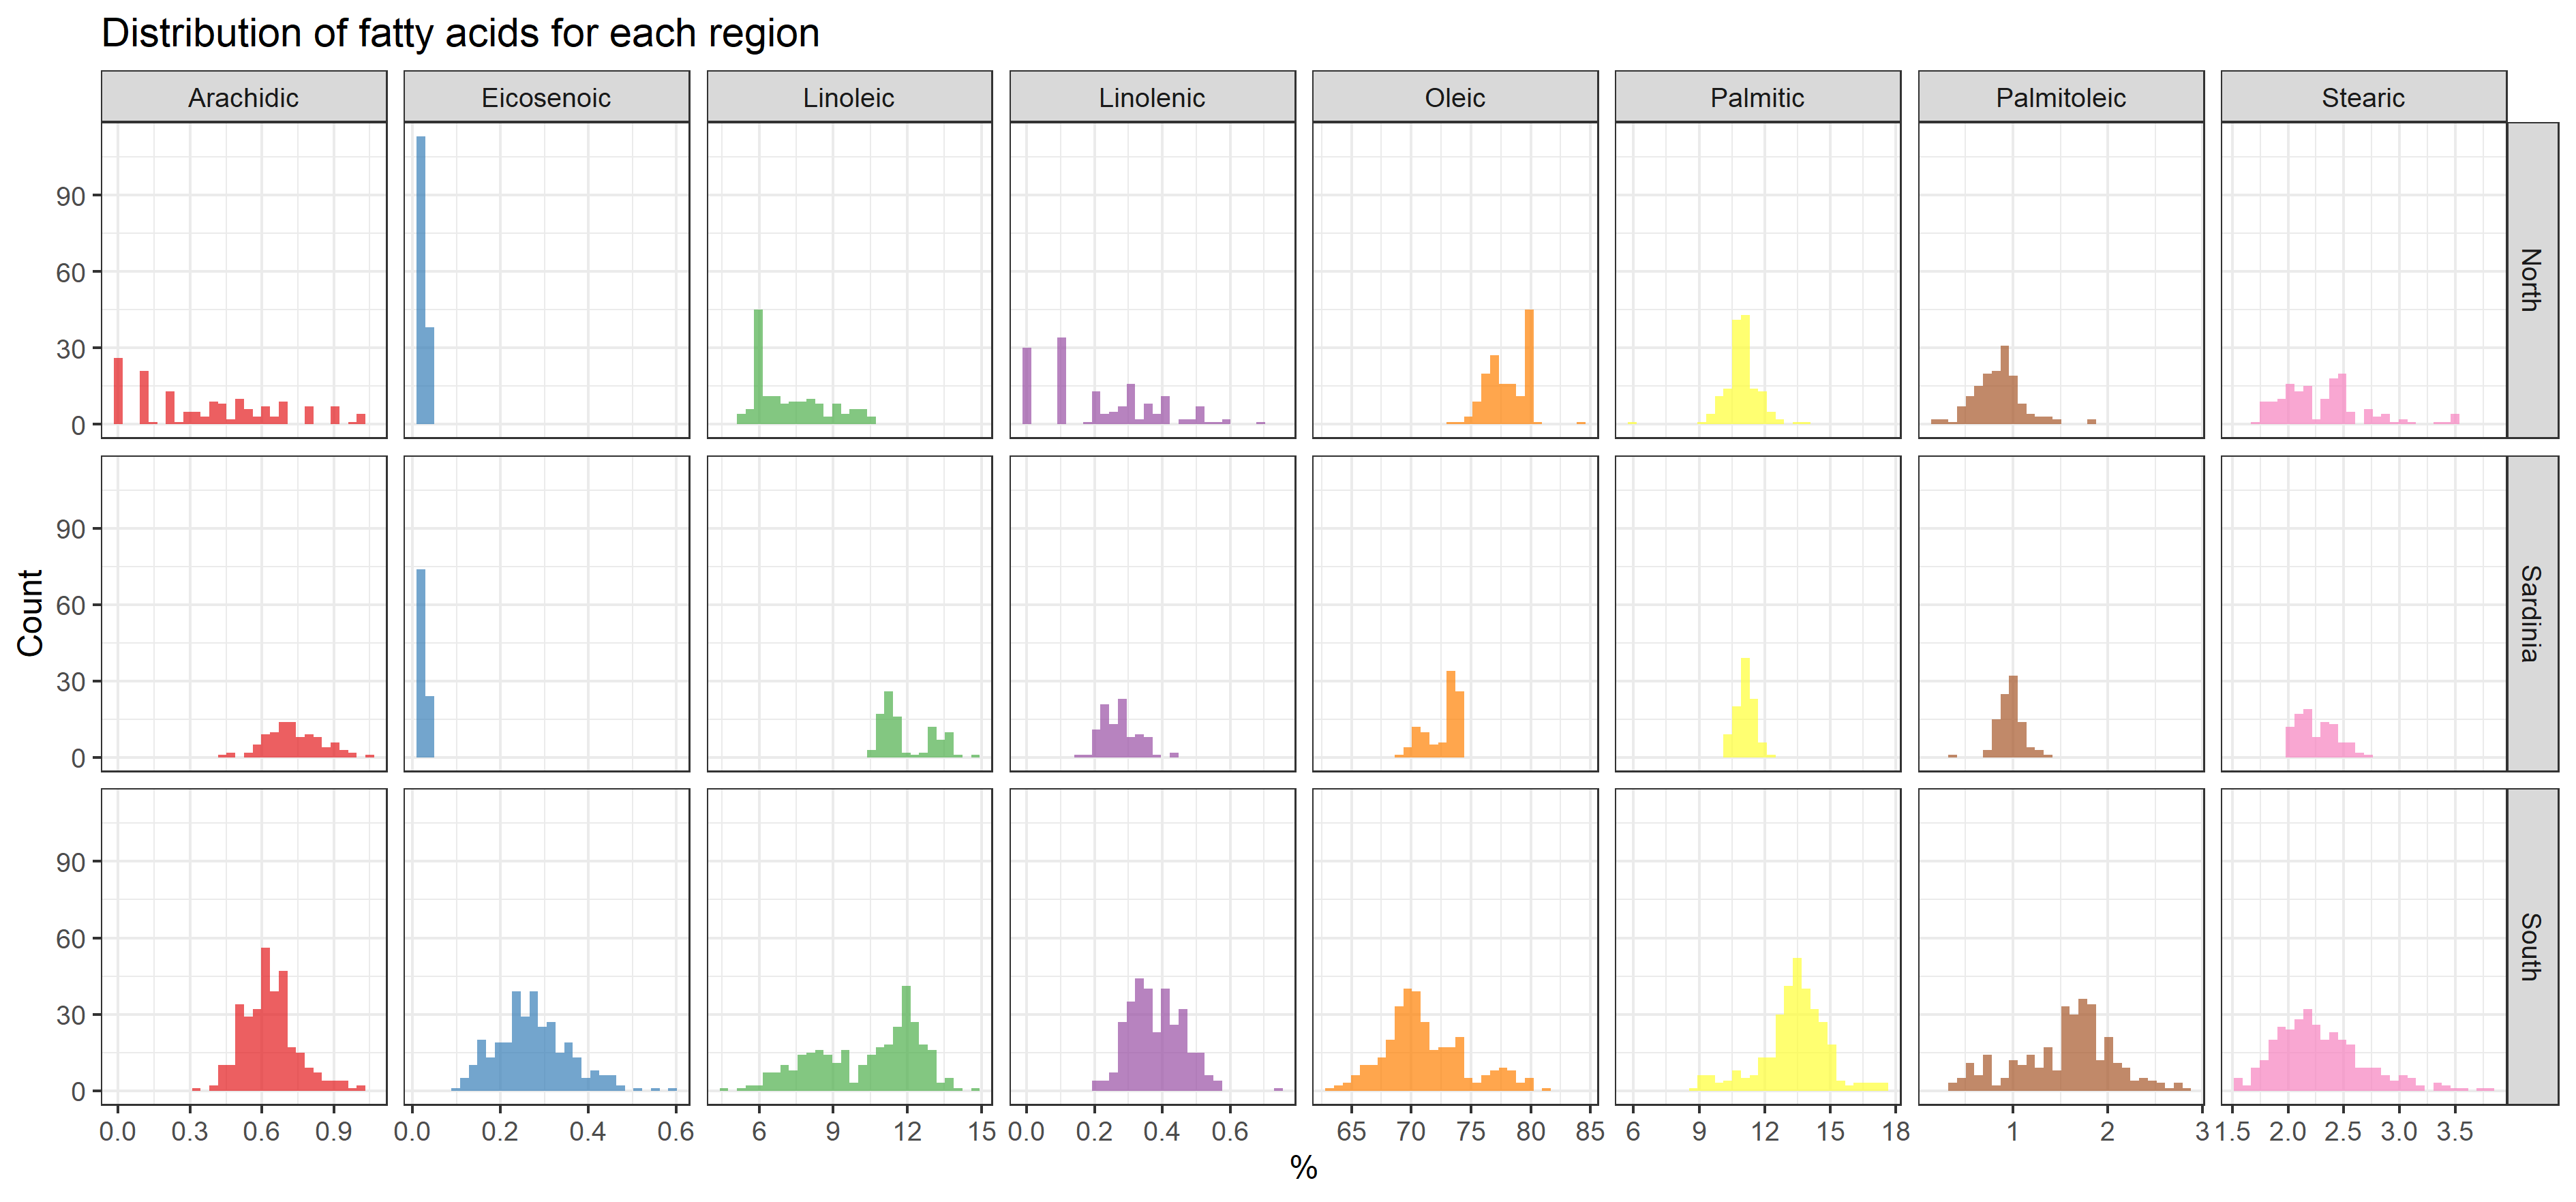 Distribution of fatty acids for each region
Arachidic Eicosenoic Linoleic Linolenic Oleic Palmitic Palmitoleic Stearic
90
60
30
0
North
90
60
30
0
Sardinia
90
60
30
0
South
Count
0.0 0.3 0.6 0.9 0.0 0.2 0.4 0.6 6 9 12 15 0.0 0.2 0.4 0.6 65 70 75 80 85 6 9 12 15 18 1 2 3 1.5 2.0 2.5 3.0 3.5
%